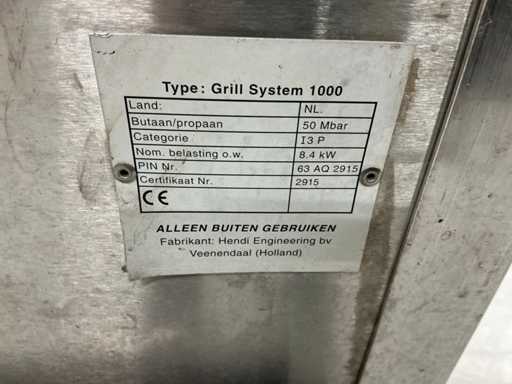 Type: Grill System 1000
Land: NL.
Butaan/propaan 50 Mbar
Categorie I3 P
Nom. belasting o.w. 8.4 kW
PIN Nr. 63 AQ 2915
Certifikaat Nr. 2915
CE
ALLEEN BUITEN GEBRUIKEN
Fabrikant: Hendi Engineering bv
Veenendaal (Holland)